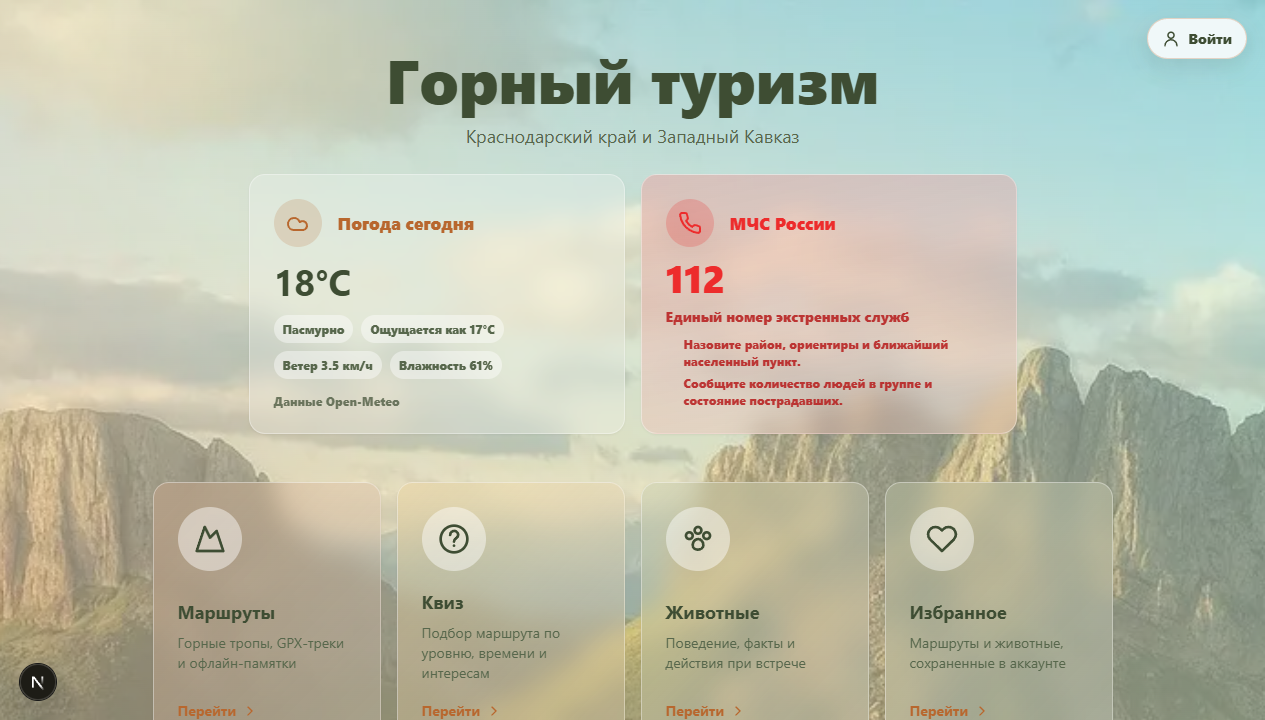 Войти
Горный туризм
Краснодарский край и Западный Кавказ
Погода сегодня
18°C
Пасмурно
Ощущается как 17°C
Ветер 3.5 км/ч
Влажность 61%
Данные Open-Meteo
МЧС России
112
Единый номер экстренных служб
Назовите район, ориентиры и ближайший
населенный пункт.
Сообщите количество людей в группе и
состояние пострадавших.
Маршруты
Горные тропы, GPX-треки
и офлайн-памятки
Перейти
Квиз
Подбор маршрута по
уровню, времени и
интересам
Перейти
Животные
Поведение, факты и
действия при встрече
Перейти
Избранное
Маршруты и животные,
сохраненные в аккаунте
Перейти
N